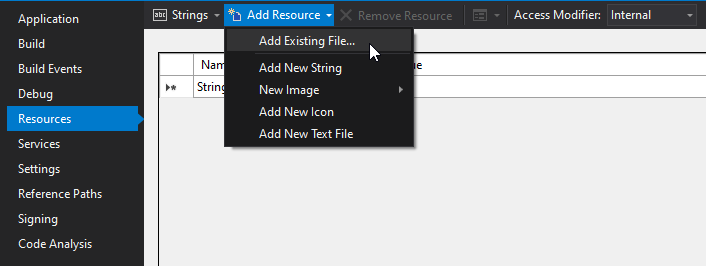 Application
Build
Build Events
Debug
Resources
Services
Settings
Reference Paths
Signing
Code Analysis
Strings Add Resource Remove Resource Access Modifier: Internal
Add Existing File...
Add New String
New Image
Add New Icon
Add New Text File